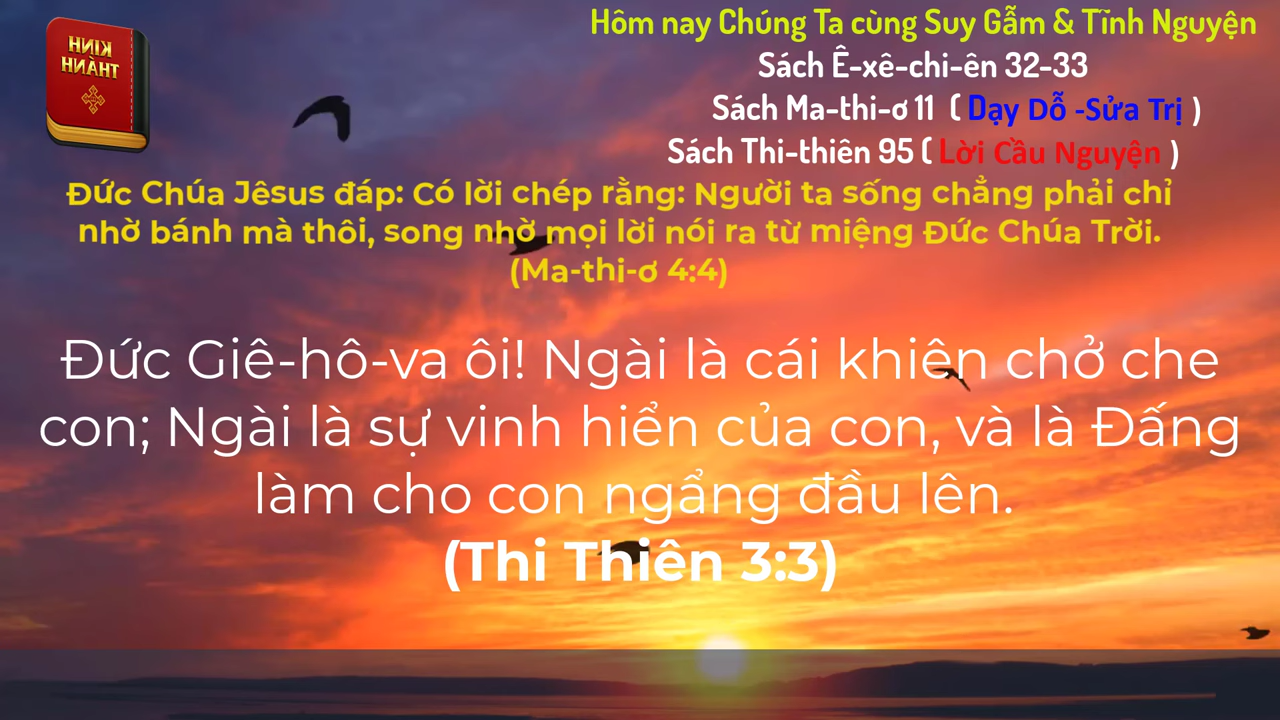 KINH
THÁNH
Hôm nay Chúng Ta cùng Suy Gẫm & Tĩnh Nguyện
Sách Ê-xê-chi-ên 32-33
Sách Ma-thi-ơ 11 ( Dạy Dỗ -Sửa Trị )
Sách Thi-thiên 95 ( Lời Cầu Nguyện )
Đức Chúa Jêsus đáp: Có lời chép rằng: Người ta sống chẳng phải chỉ
nhờ bánh mà thôi, song nhờ mọi lời nói ra từ miệng Đức Chúa Trời.
(Ma-thi-ơ 4:4)
Đức Giê-hô-va ôi! Ngài là cái khiên chở che
con; Ngài là sự vinh hiển của con, và là Đấng
làm cho con ngẩng đầu lên.
(Thi Thiên 3:3)